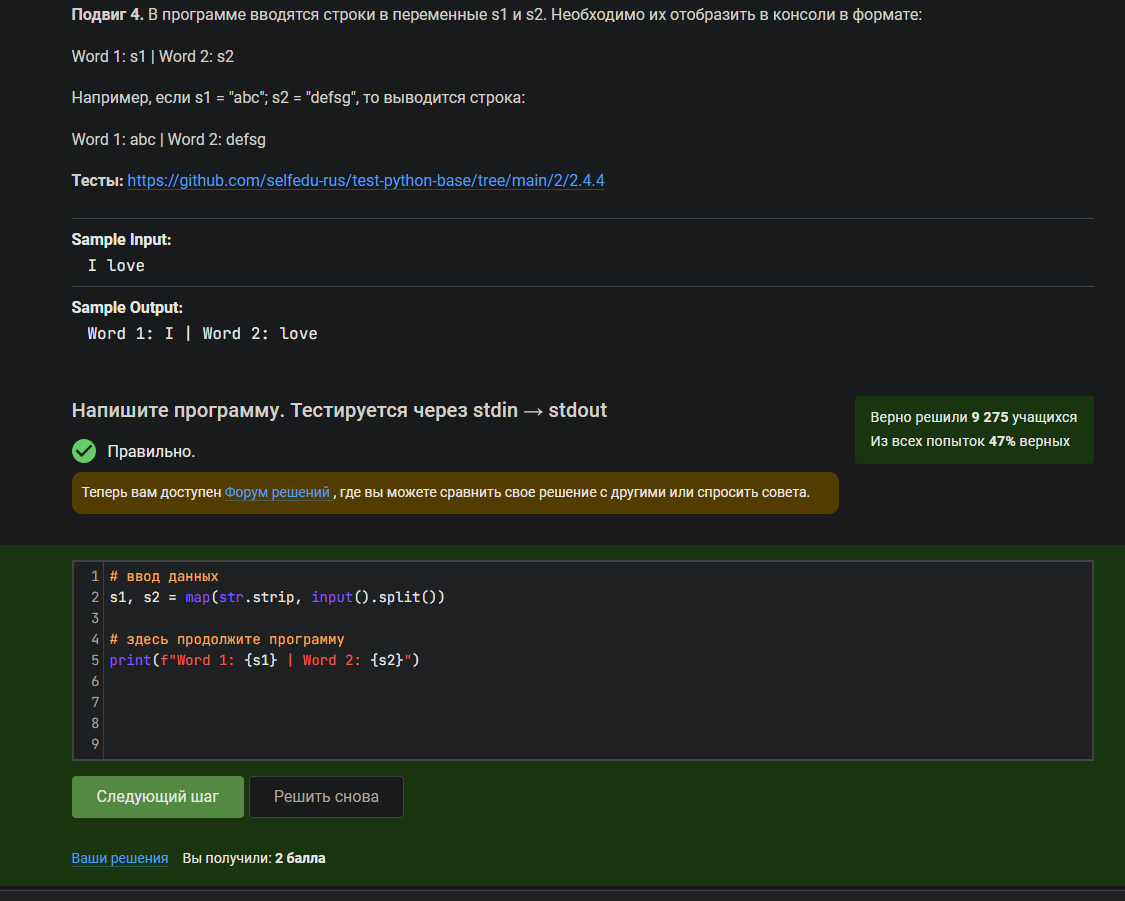 Подвиг 4. В программе вводятся строки в переменные s1 и s2. Необходимо их отобразить в консоли в формате:
Word 1: s1 | Word 2: s2
Например, если s1 = "abc"; s2 = "defsg", то выводится строка:
Word 1: abc | Word 2: defsg
Тесты: https://github.com/selfedu-rus/test-python-base/tree/main/2/2.4.4
Sample Input:
I love
Sample Output:
Word 1: I | Word 2: love
Напишите программу. Тестируется через stdin → stdout
Верно решили 9 275 учащихся
Из всех попыток 47% верных
Правильно.
Теперь вам доступен Форум решений , где вы можете сравнить свое решение с другими или спросить совета.
1 # ввод данных
2 s1, s2 = map(str.strip, input().split())
3
4 # здесь продолжите программу
5 print(f"Word 1: {s1} | Word 2: {s2}")
6
7
8
9
Следующий шаг
Решить снова
Ваши решения Вы получили: 2 балла